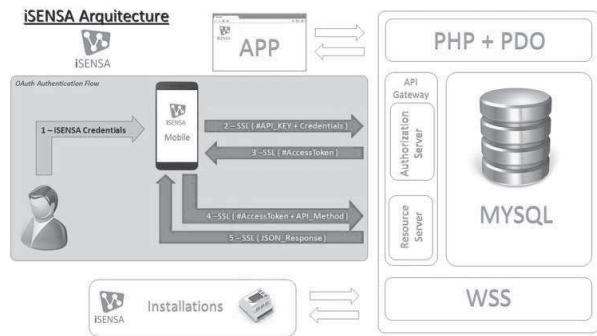 iSENSA Arquitecture
iSENSA
iSENSA
APP
PHP + PDO
OAuth Authentication Flow
1 – iSENSA Credentials
iSENSA
Mobile
2 – SSL ( #API_KEY + Credentials)
3 –SSL (#AccessToken)
4 –SSL (#AccessToken + API_Method)
5 –SSL (JSON_Response)
API
Gateway
Authorization
Server
Resource
Server
MYSQL
iSENSA
Installations
WSS